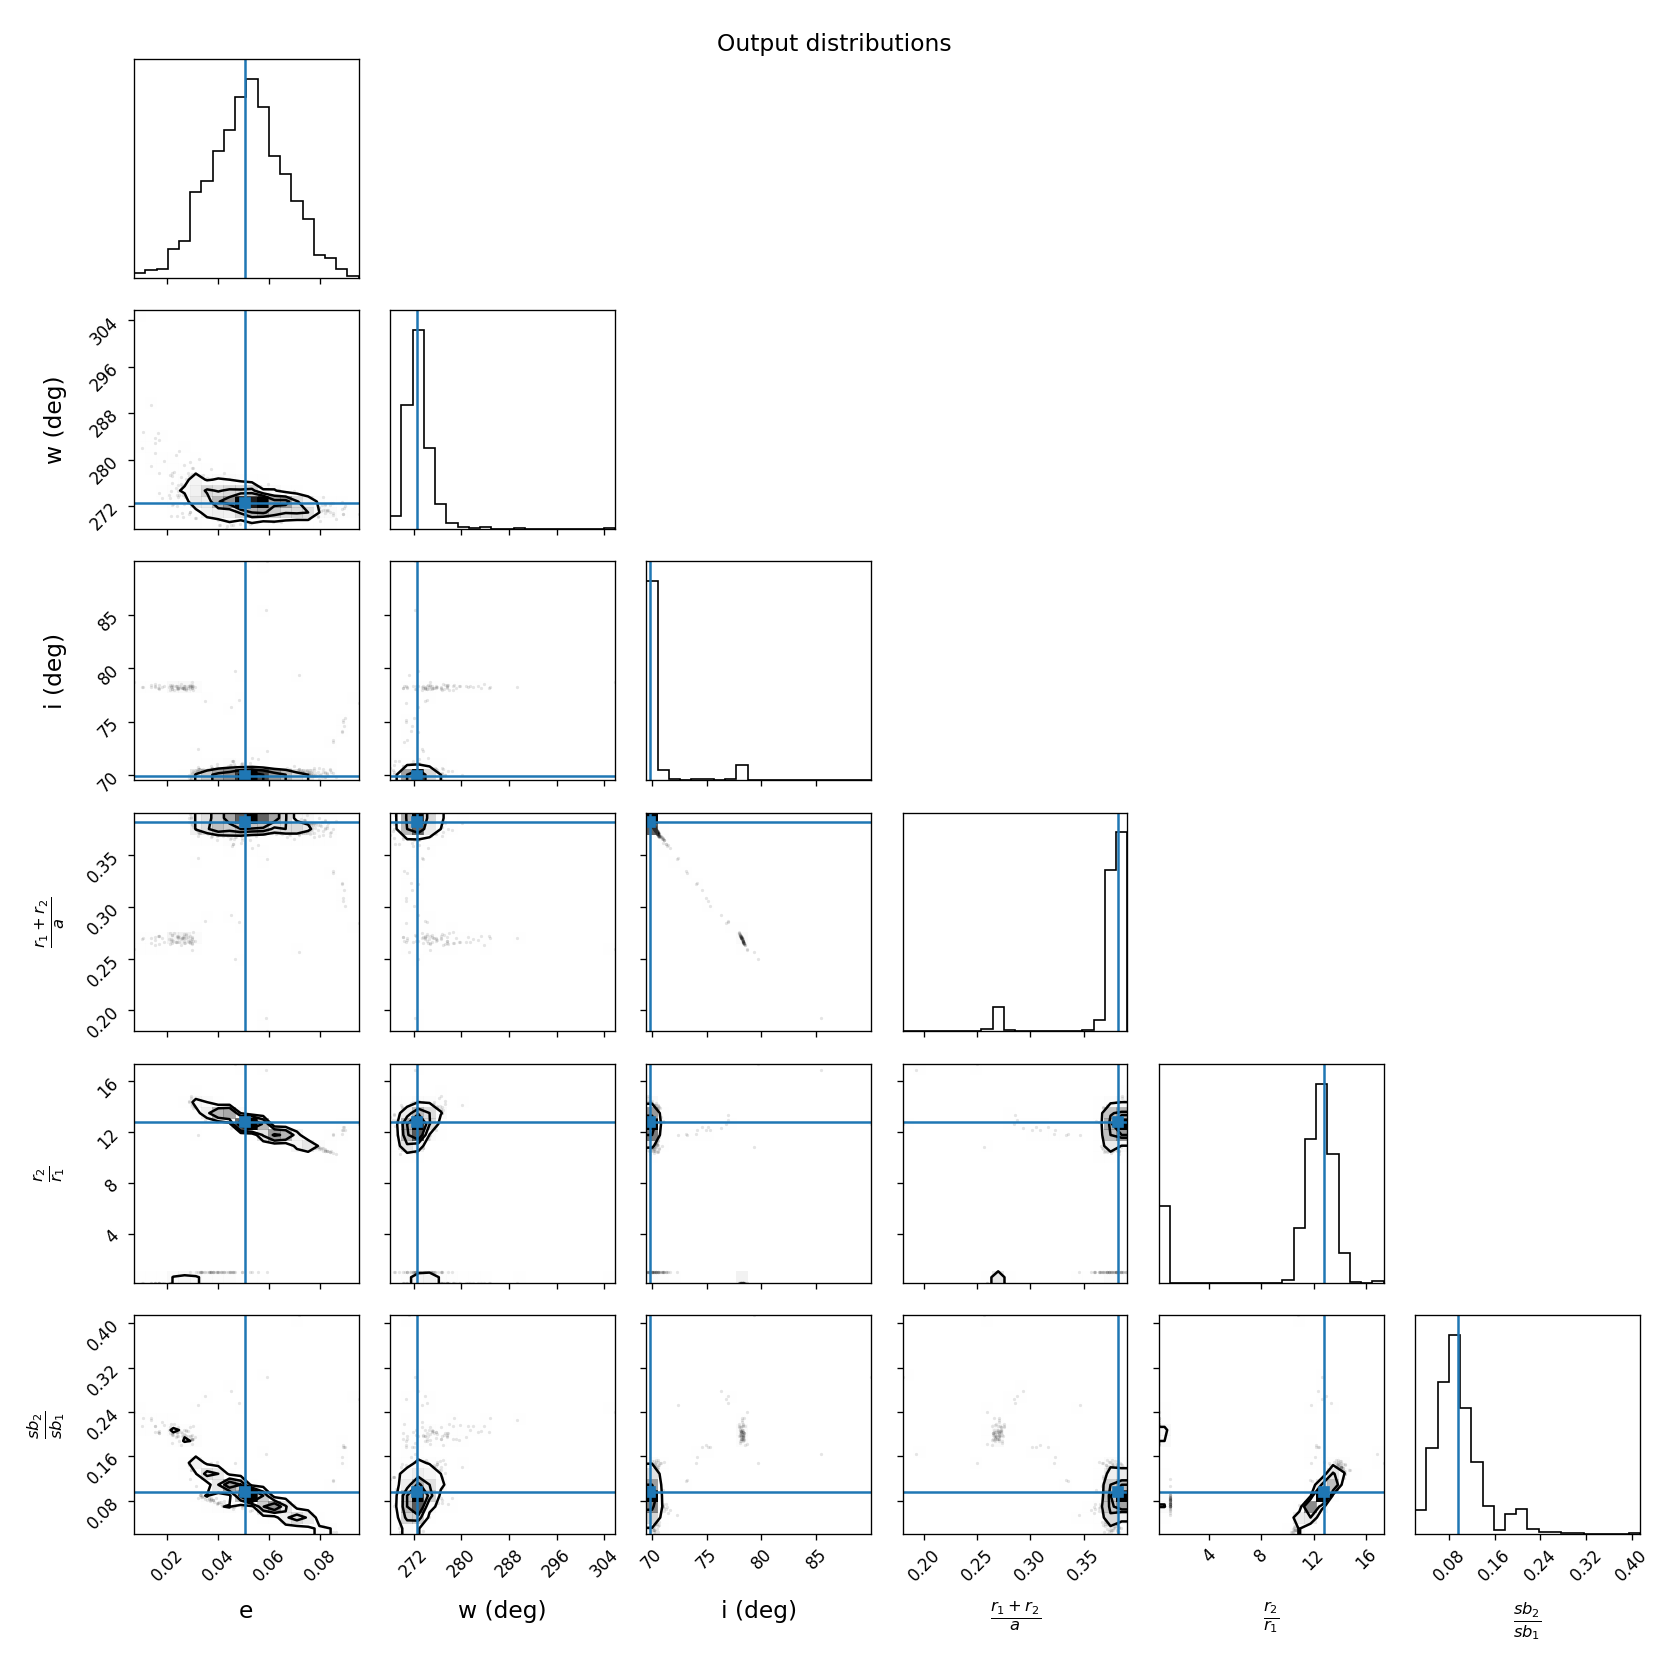 Output distributions
w (deg)
304
296
288
280
272
i (deg)
85
80
75
70
r₁ + r₂
a
0.35
0.30
0.25
0.20
r₂
r₁
16
12
8
4
sb₂
sb₁
0.40
0.32
0.24
0.16
0.08
0.02 0.04 0.06 0.08
272 280 288 296 304
70 75 80 85
0.20 0.25 0.30 0.35
4 8 12 16
0.08 0.16 0.24 0.32 0.40
e
w (deg)
i (deg)
r₁ + r₂
a
r₂
r₁
sb₂
sb₁